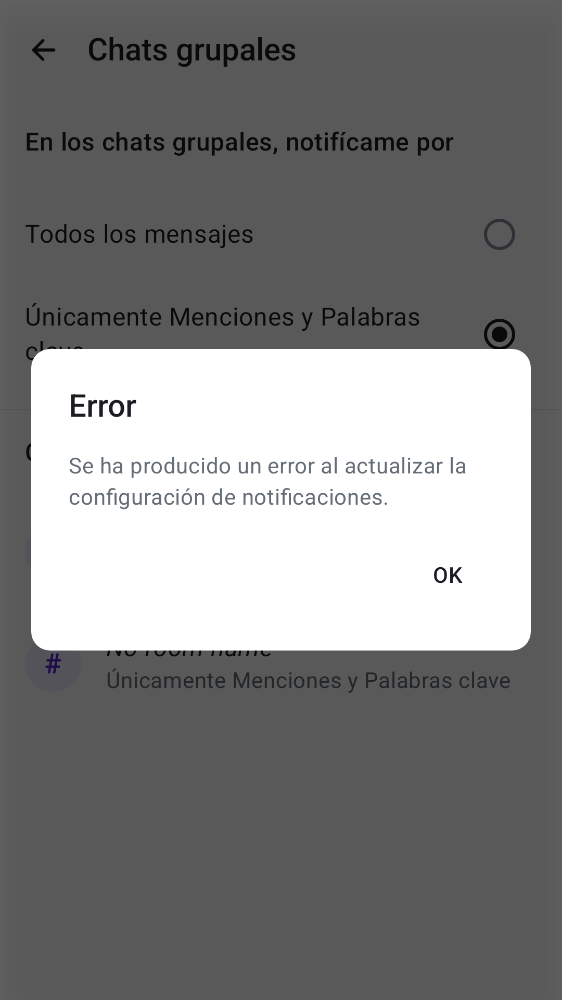 Chats grupales
En los chats grupales, notifícame por
Todos los mensajes
Únicamente Menciones y Palabras
clave
Error
Se ha producido un error al actualizar la
configuración de notificaciones.
OK
No room name
#
Únicamente Menciones y Palabras clave